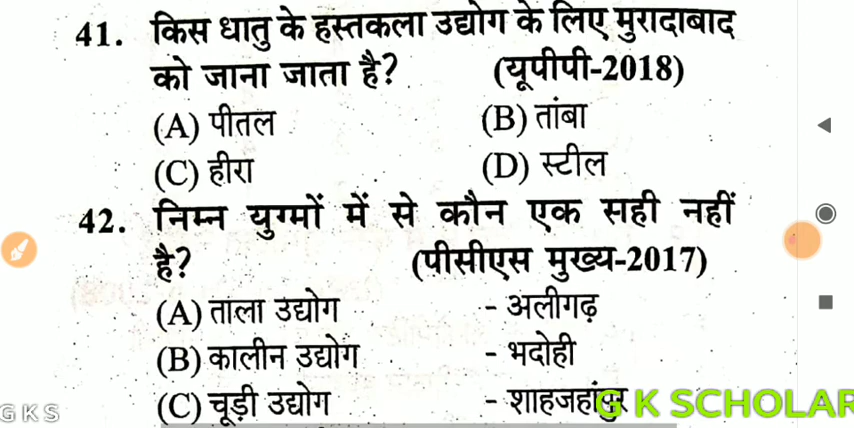 41. किस धातु के हस्तकला उद्योग के लिए मुरादाबाद
को जाना जाता है? (यूपीपी-2018)
(A) पीतल (B) तांबा
(C) हीरा (D) स्टील
42. निम्न युग्मों में से कौन एक सही नहीं
है? (पीसीएस मुख्य-2017)
(A) ताला उद्योग - अलीगढ़
(B) कालीन उद्योग - भदोही
(C) चूड़ी उद्योग - शाहजहांपुर
G K SCHOLAR
G K S